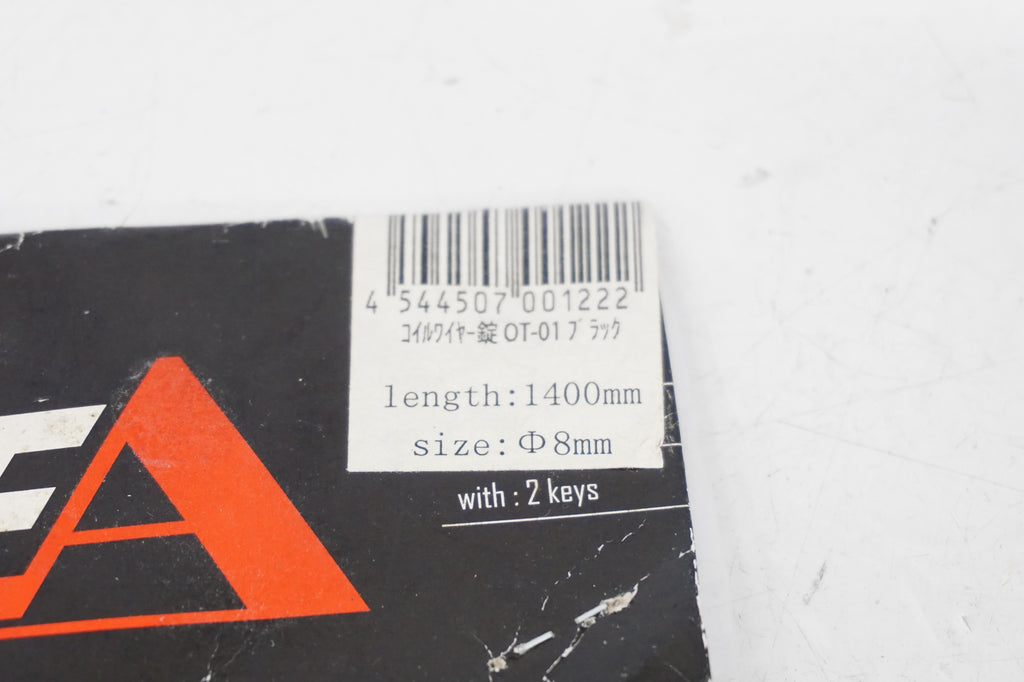 4 544507 001222
コイルワイヤー錠 OT-01 ブラック
length:1400mm
size:Φ8mm
with : 2 keys
EA